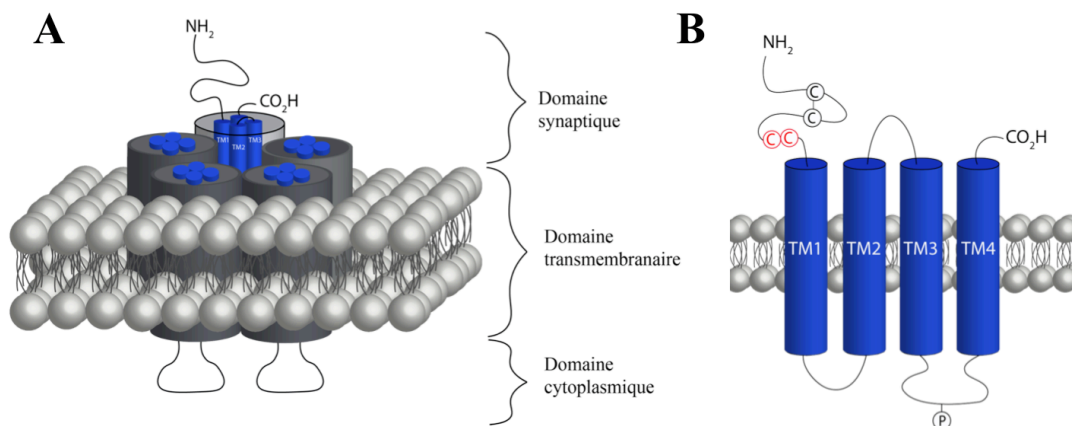 A
NH2
CO2H
TM1
TM2
TM3
Domaine
synaptique
Domaine
transmembranaire
Domaine
cytoplasmique
B
NH2
C
C
C C
CO2H
TM1 TM2 TM3 TM4
P